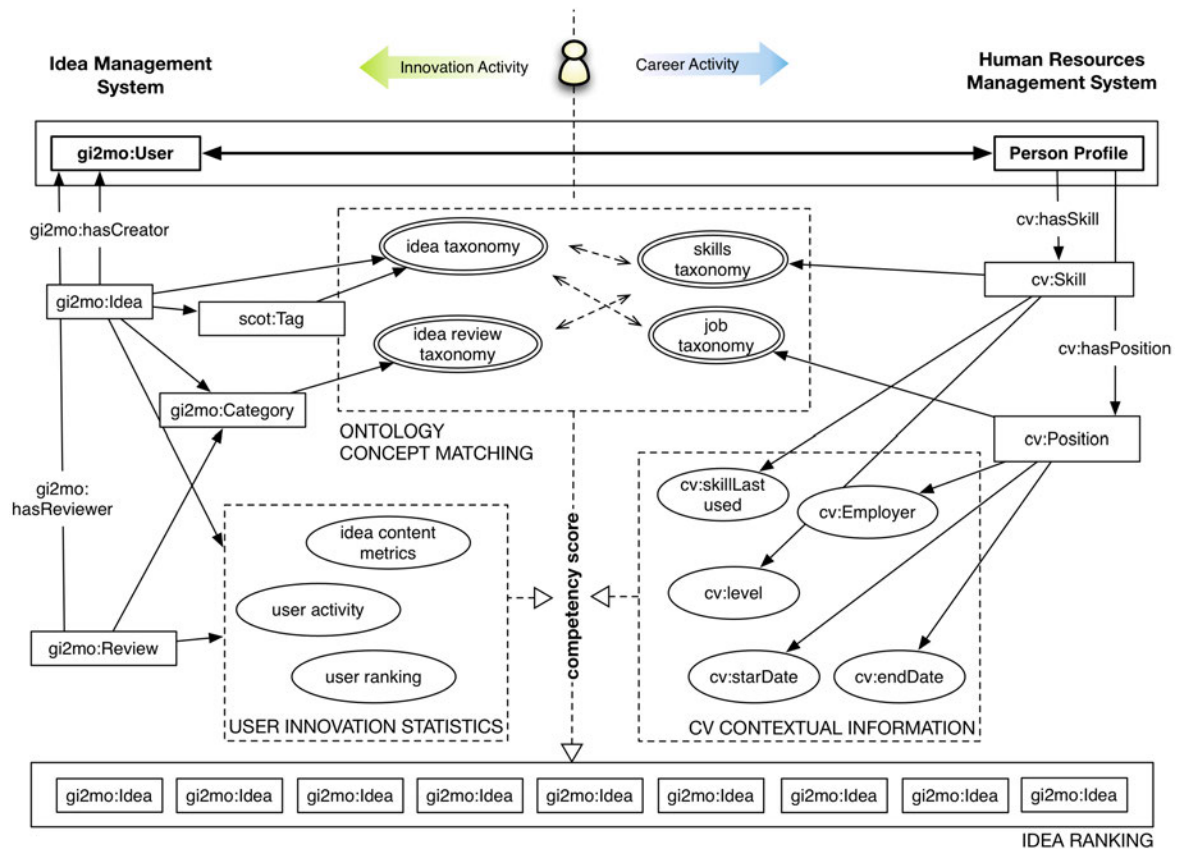 Idea Management
System
Innovation Activity
Career Activity
Human Resources
Management System
gi2mo:User
Person Profile
gi2mo:hasCreator
cv:hasSkill
idea taxonomy
skills
taxonomy
gi2mo:Idea
scot:Tag
cv:Skill
idea review
taxonomy
job
taxonomy
cv:hasPosition
gi2mo:Category
ONTOLOGY
CONCEPT MATCHING
cv:Position
gi2mo:
hasReviewer
cv:skillLast
used
cv:Employer
idea content
metrics
user activity
competency score
cv:level
gi2mo:Review
user ranking
cv:starDate
cv:endDate
USER INNOVATION STATISTICS
CV CONTEXTUAL INFORMATION
gi2mo:Idea
gi2mo:Idea
gi2mo:Idea
gi2mo:Idea
gi2mo:Idea
gi2mo:Idea
gi2mo:Idea
gi2mo:Idea
gi2mo:Idea
IDEA RANKING